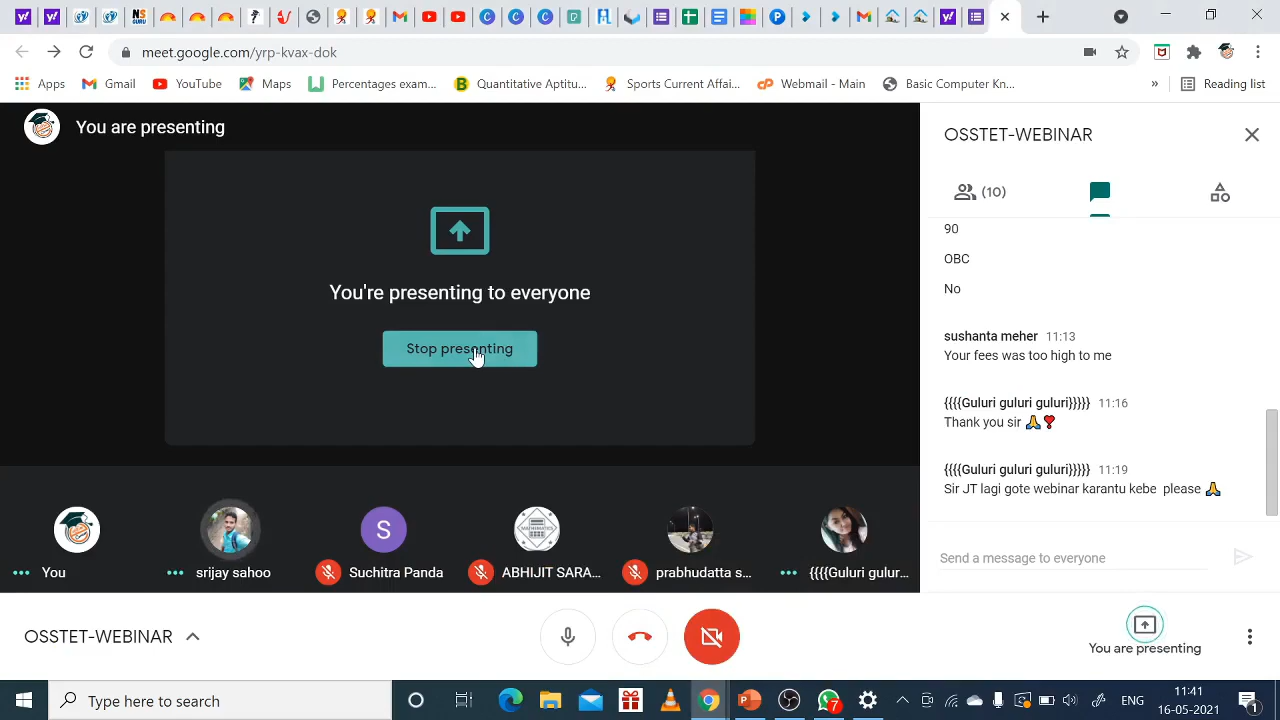 meet.google.com/yrp-kvax-dok
Apps
Gmail
YouTube
Maps
Percentages exam...
Quantitative Aptitu...
Sports Current Affai...
Webmail - Main
Basic Computer Kn...
»
Reading list
You are presenting
You're presenting to everyone
Stop presenting
OSSTET-WEBINAR
(10)
90
OBC
No
sushanta meher 11:13
Your fees was too high to me
{{{{Guluri guluri guluri}}}}} 11:16
Thank you sir 🙏❣
{{{{Guluri guluri guluri}}}}} 11:19
Sir JT lagi gote webinar karantu kebe please 🙏
Send a message to everyone
S
MATHEMATICS
You
srijay sahoo
Suchitra Panda
ABHIJIT SARA...
prabhudatta s...
{{{{Guluri gulur...
OSSTET-WEBINAR
You are presenting
Type here to search
7
ENG
11:41
16-05-2021
1